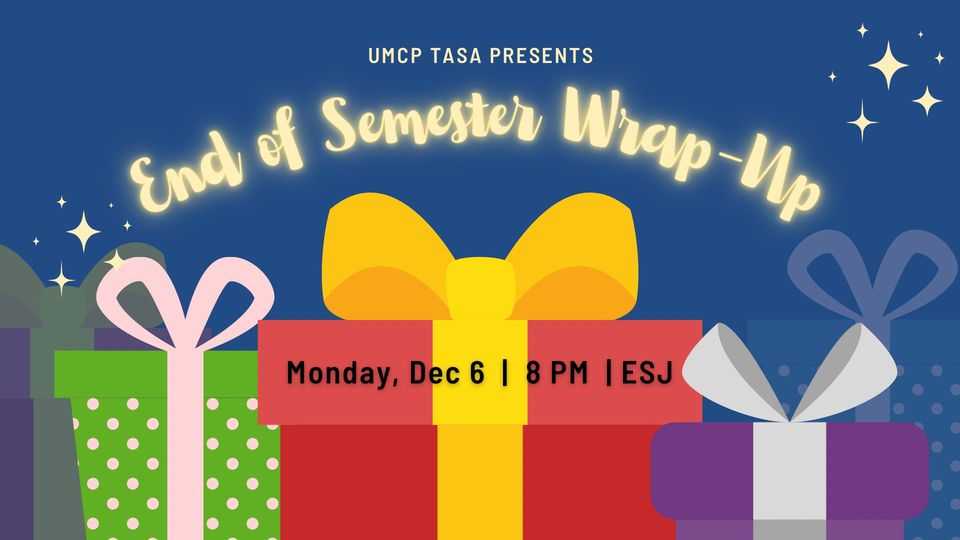 UMCP TASA PRESENTS
End of Semester Wrap-Up
Monday, Dec 6 | 8 PM | ESJ